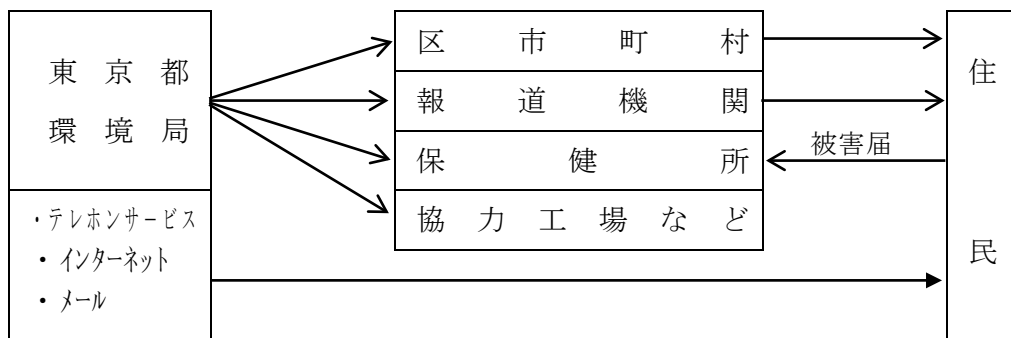 東京都
環境局
・テレホンサービス
・インターネット
・メール
区市町村
報道機関
保健所
協力工場など
被害届
住民